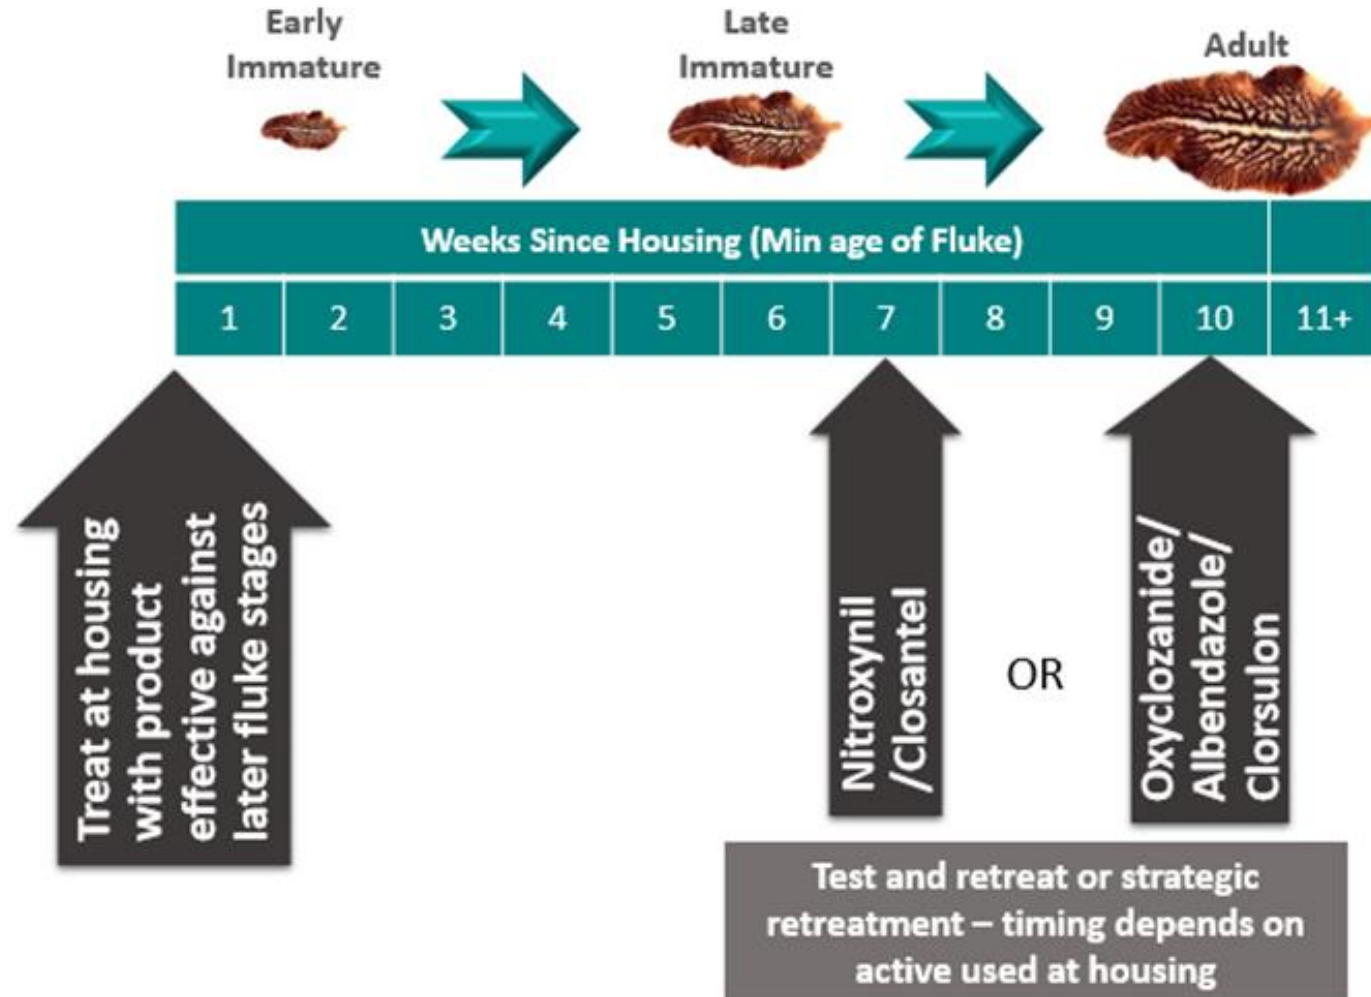 Early
Immature
Late
Immature
Adult
Weeks Since Housing (Min age of Fluke)
1 2 3 4 5 6 7 8 9 10 11+
Treat at housing
with product
effective against
later fluke stages
Nitroxynil
/Closantel
OR
Oxyclozanide/
Albendazole/
Clorsulon
Test and retreat or strategic
retreatment – timing depends on
active used at housing